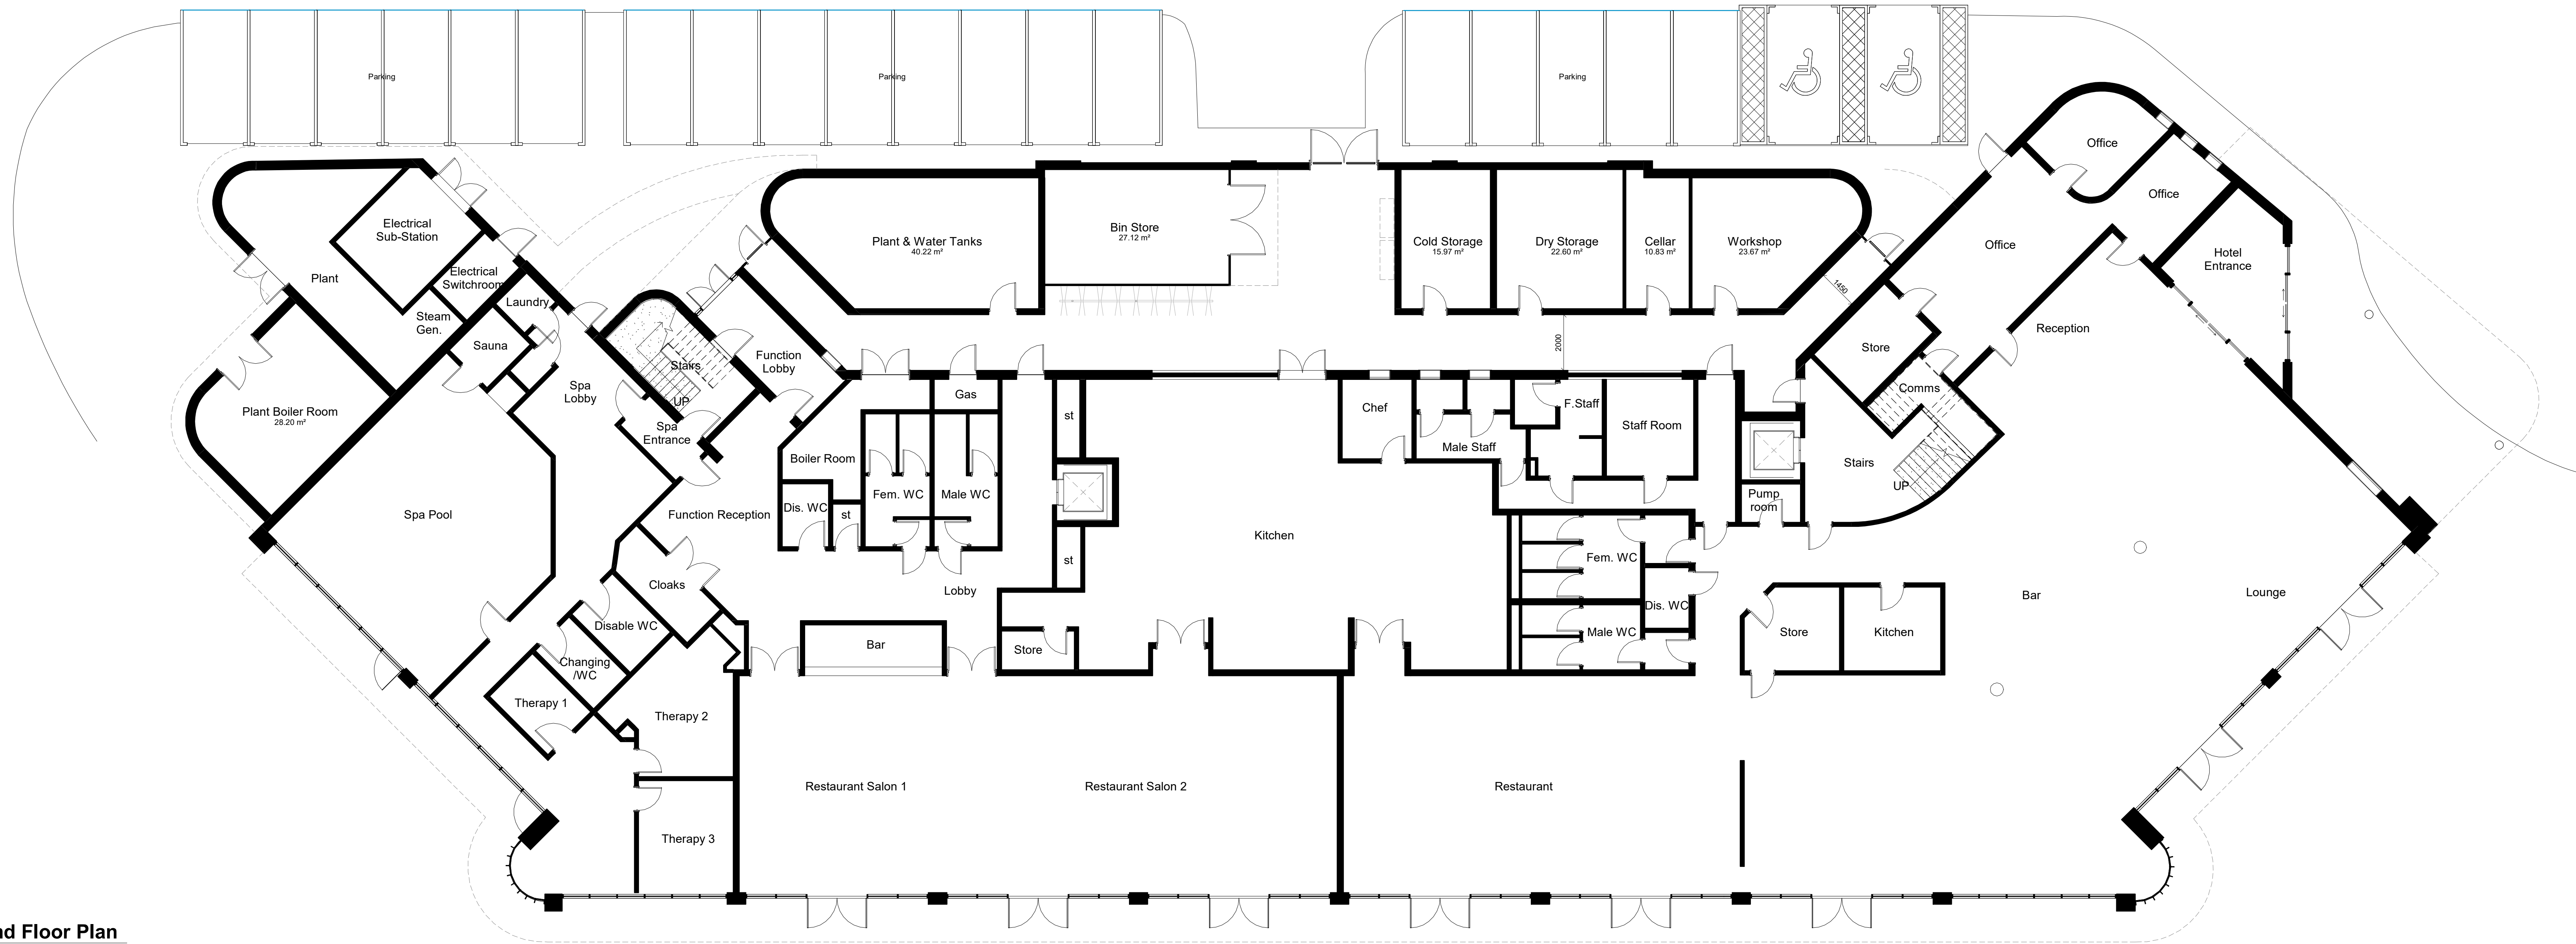 Parking
Parking
Parking
Office
Office
Electrical
Sub-Station
Bin Store
27.12 m²
Plant & Water Tanks
40.22 m²
Cold Storage
15.97 m²
Dry Storage
22.60 m²
Cellar
10.83 m²
Workshop
23.67 m²
Office
Hotel
Entrance
Plant
Electrical
Switchroom
Laundry
1450
Steam
Gen.
Sauna
Reception
2000
Store
Function
Lobby
Stairs
UP
Spa
Lobby
Comms
Gas
Chef
F.Staff
Plant Boiler Room
28.20 m²
st
Staff Room
Spa
Entrance
Male Staff
Boiler Room
Stairs
UP
Fem. WC
Male WC
Pump
room
Dis. WC
st
Spa Pool
Function Reception
Kitchen
Fem. WC
st
Cloaks
Lobby
Bar
Lounge
Dis. WC
Disable WC
Male WC
Store
Kitchen
Bar
Store
Changing
/WC
Therapy 1
Therapy 2
Restaurant Salon 1
Restaurant Salon 2
Restaurant
Therapy 3
nd Floor Plan